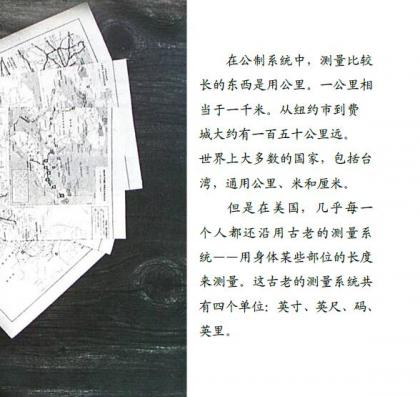 在公制系统中，测量比较
长的东西是用公里。一公里相
当于一千米。从纽约市到费
城大约有一百五十公里远。
世界上大多数的国家，包括台
湾，通用公里、米和厘米。
但是在美国，几乎每一
个人都还沿用古老的测量系
统——用身体某些部位的长度
来测量。这古老的测量系统共
有四个单位：英寸、英尺、码、
英里。